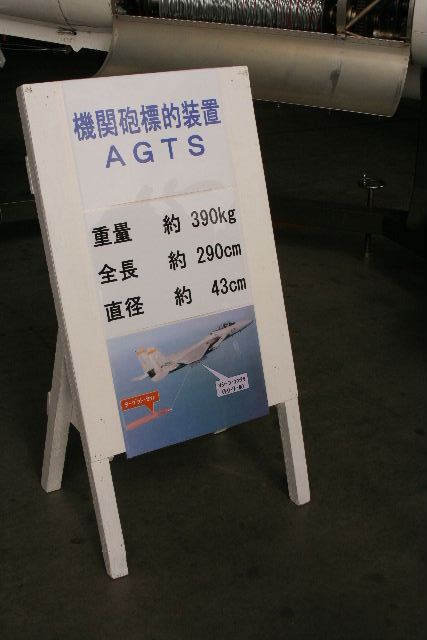 機関砲標的装置
AGTS
重量 約 390kg
全長 約 290cm
直径 約 43cm